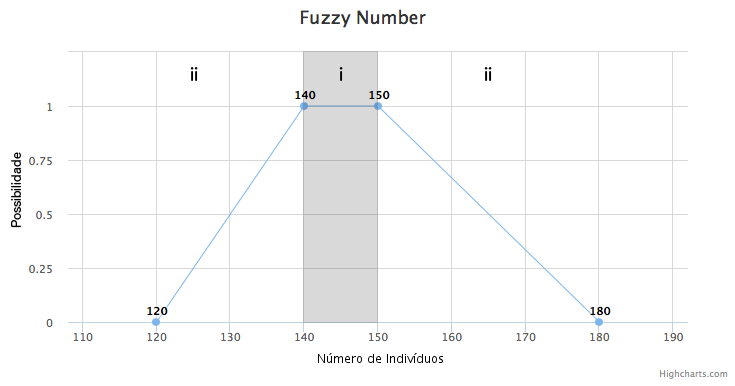 Fuzzy Number
ii i ii
140 150
1
0.75
0.5
0.25
0
Possibilidade
120 180
110 120 130 140 150 160 170 180 190
Número de Indivíduos
Highcharts.com